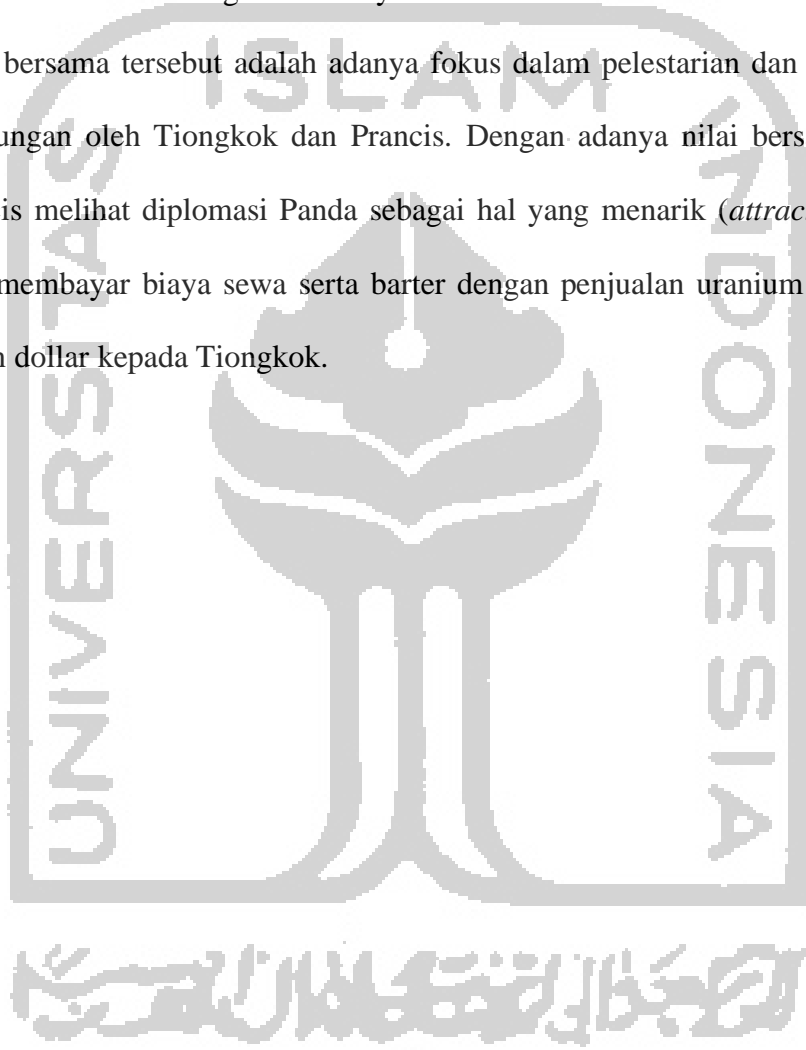 bersama tersebut adalah adanya fokus dalam pelestarian dan
ungan oleh Tiongkok dan Prancis. Dengan adanya nilai bers
is melihat diplomasi Panda sebagai hal yang menarik (attrac
membayar biaya sewa serta barter dengan penjualan uranium
n dollar kepada Tiongkok.
ISLAM
UNIVERSITAS
INDONESIA